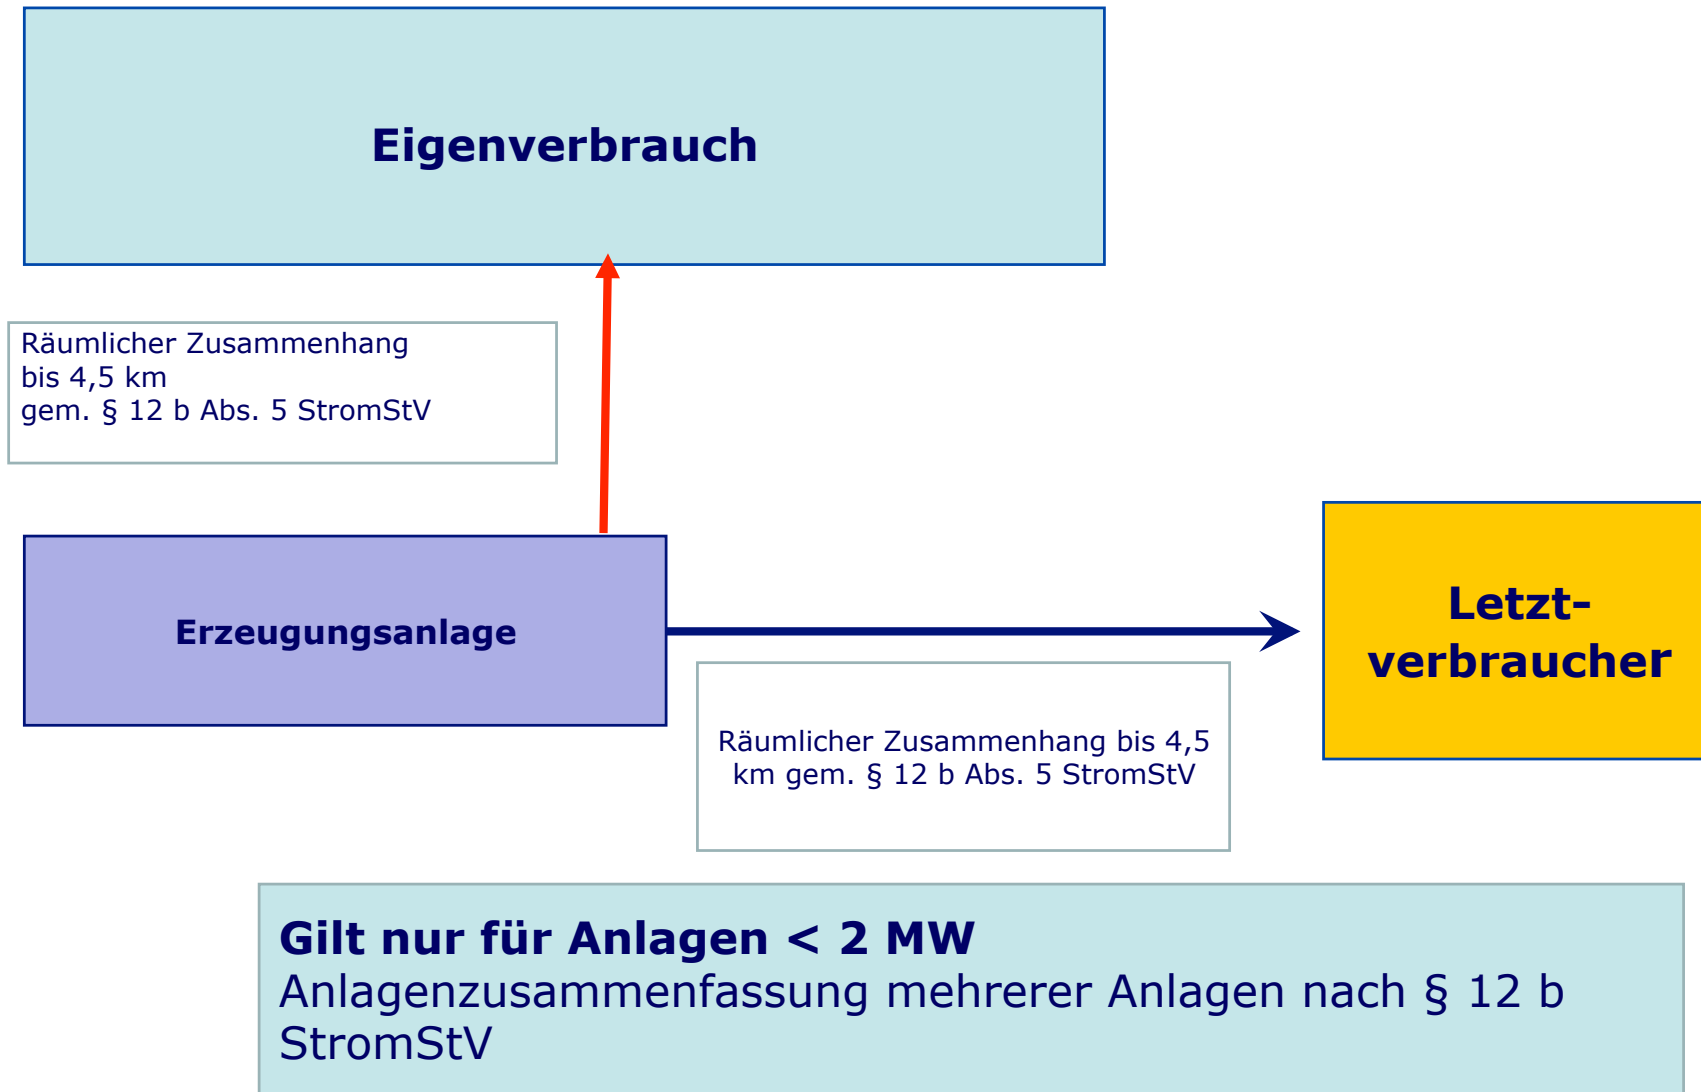 Eigenverbrauch
Räumlicher Zusammenhang
bis 4,5 km
gem. § 12 b Abs. 5 StromStV
Erzeugungsanlage
Letzt-
verbraucher
Räumlicher Zusammenhang bis 4,5
km gem. § 12 b Abs. 5 StromStV
Gilt nur für Anlagen < 2 MW
Anlagenzusammenfassung mehrerer Anlagen nach § 12 b
StromStV